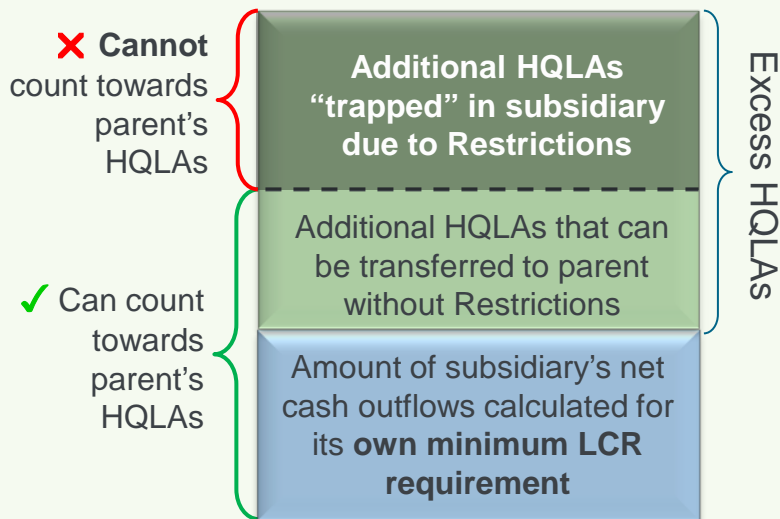 ✗ Cannot
count towards
parent's
HQLAs
Additional HQLAs
“trapped” in subsidiary
due to Restrictions
Excess HQLAs
Additional HQLAs that can
be transferred to parent
without Restrictions
✓ Can count
towards
parent's
HQLAs
Amount of subsidiary's net
cash outflows calculated for
its own minimum LCR
requirement